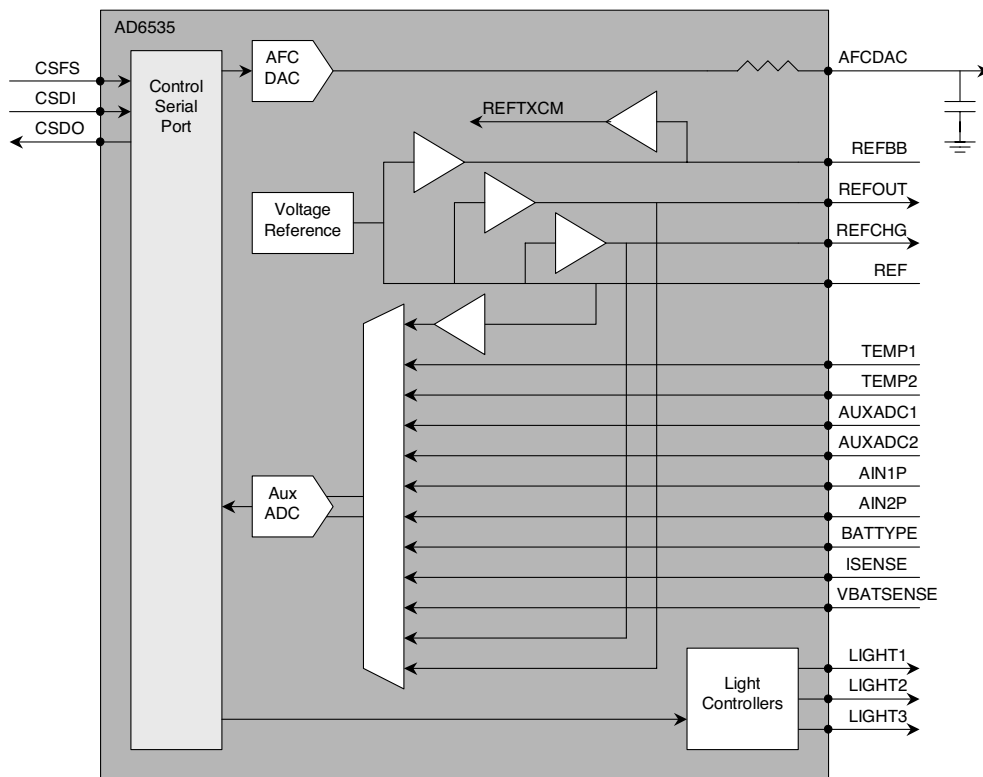 AD6535
CSFS
CSDI
CSDO
Control
Serial
Port
AFC
DAC
AFCDAC
REFTXCM
REFBB
REFOUT
REFCHG
REF
Voltage
Reference
TEMP1
TEMP2
AUXADC1
AUXADC2
AIN1P
AIN2P
BATTYPE
ISENSE
VBATSENSE
Aux
ADC
Light
Controllers
LIGHT1
LIGHT2
LIGHT3